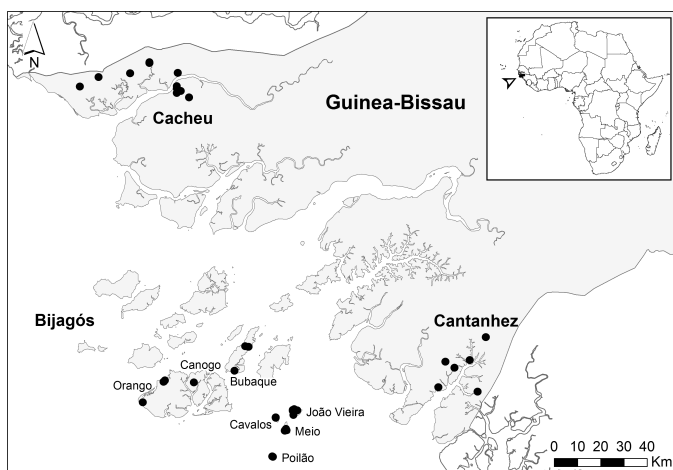 N
Guinea-Bissau
Cacheu
Bijagós
Cantanhez
Canogo
Orango
Bubaque
João Vieira
Cavalos
Meio
Poilão
0 10 20 30 40
Km